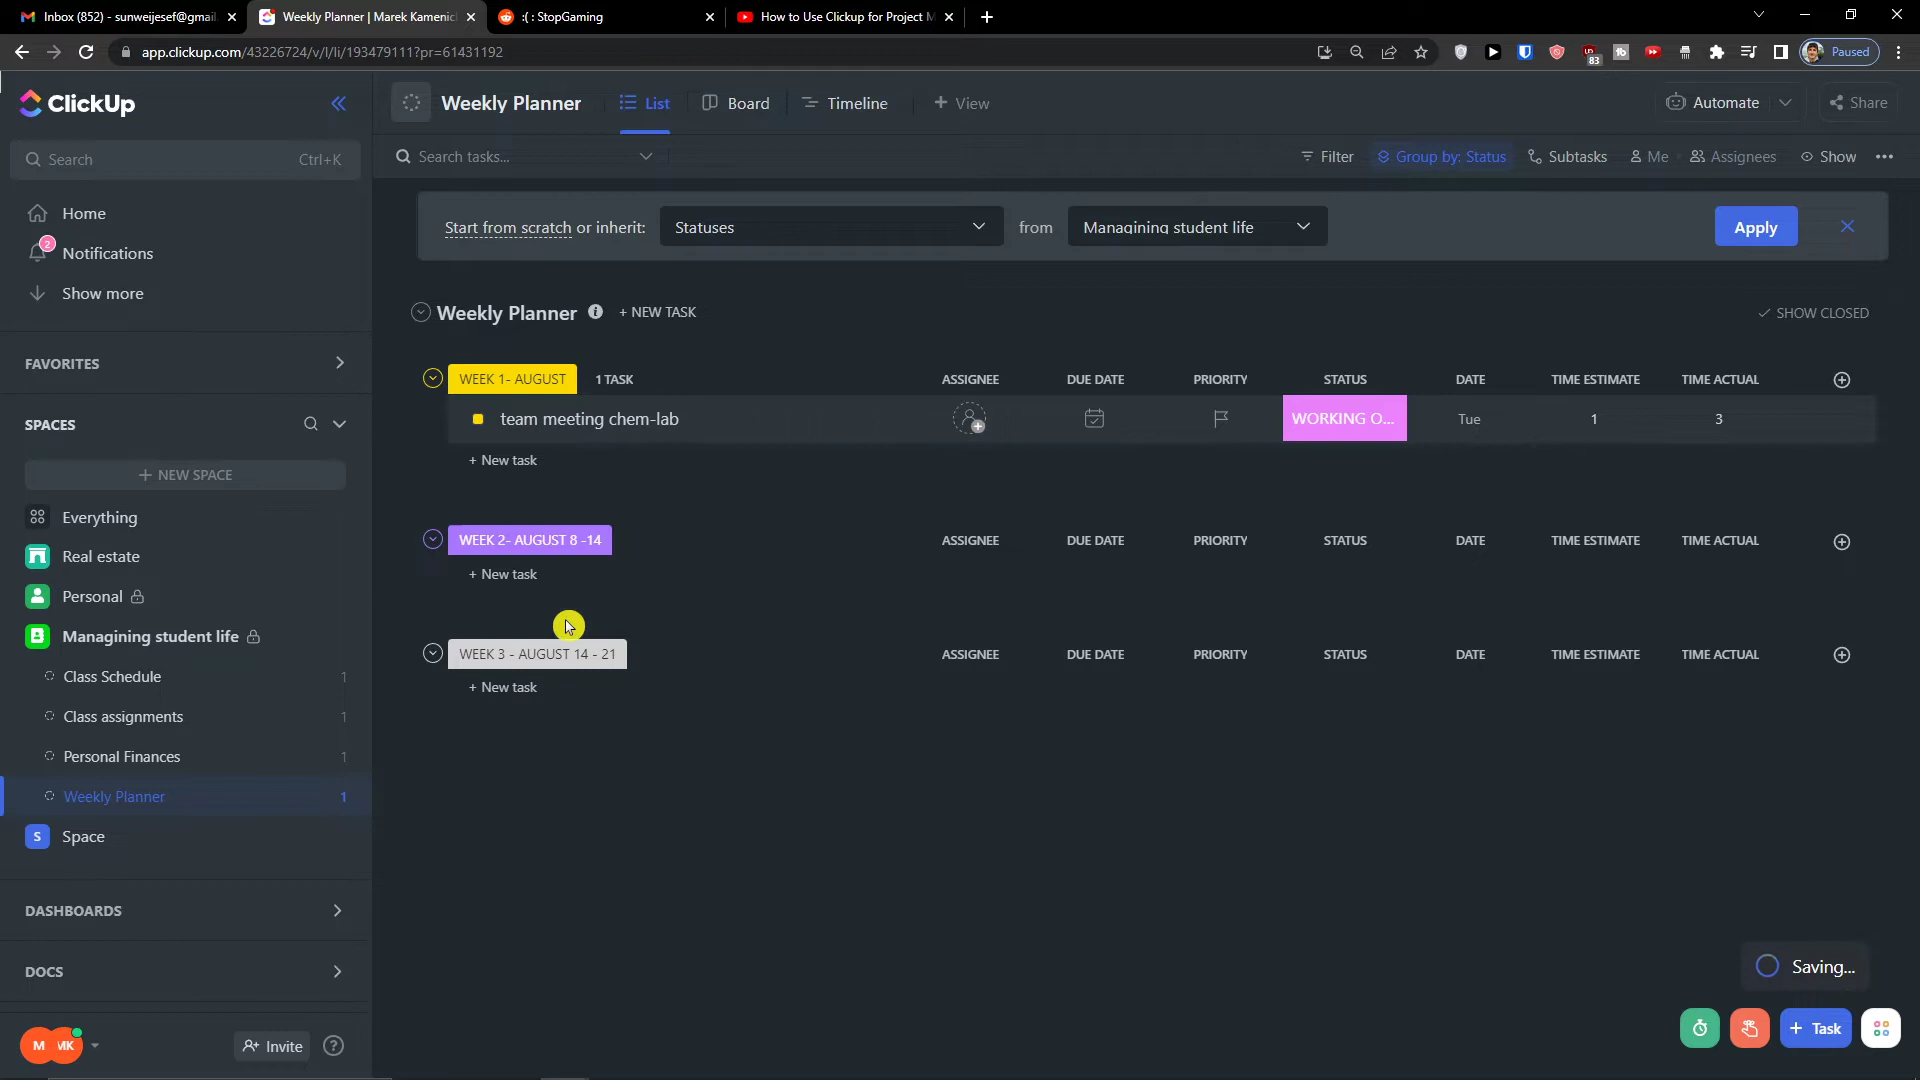 Inbox (852) - sunweijesef@gmail.
Weekly Planner | Marek Kamenic
:( : StopGaming
How to Use Clickup for Project M
app.clickup.com/43226724/v/l/li/193479111?pr=61431192
83
Paused
ClickUp
Weekly Planner
List
Board
Timeline
+ View
Automate
Share
Search
Ctrl+K
Search tasks...
Filter
Group by: Status
Subtasks
Me
Assignees
Show
Home
2
Notifications
Show more
Start from scratch or inherit:
Statuses
from
Managining student life
Apply
FAVORITES
Weekly Planner
+ NEW TASK
SHOW CLOSED
SPACES
+ NEW SPACE
Everything
Real estate
Personal
Managining student life
Class Schedule 1
Class assignments 1
Personal Finances 1
Weekly Planner 1
S Space
DASHBOARDS
DOCS
M MK
Invite
?
WEEK 1- AUGUST 1 TASK ASSIGNEE DUE DATE PRIORITY STATUS DATE TIME ESTIMATE TIME ACTUAL
team meeting chem-lab WORKING O... Tue 1 3
+ New task
WEEK 2- AUGUST 8 -14 ASSIGNEE DUE DATE PRIORITY STATUS DATE TIME ESTIMATE TIME ACTUAL
+ New task
WEEK 3 - AUGUST 14 - 21 ASSIGNEE DUE DATE PRIORITY STATUS DATE TIME ESTIMATE TIME ACTUAL
+ New task
Saving...
+ Task